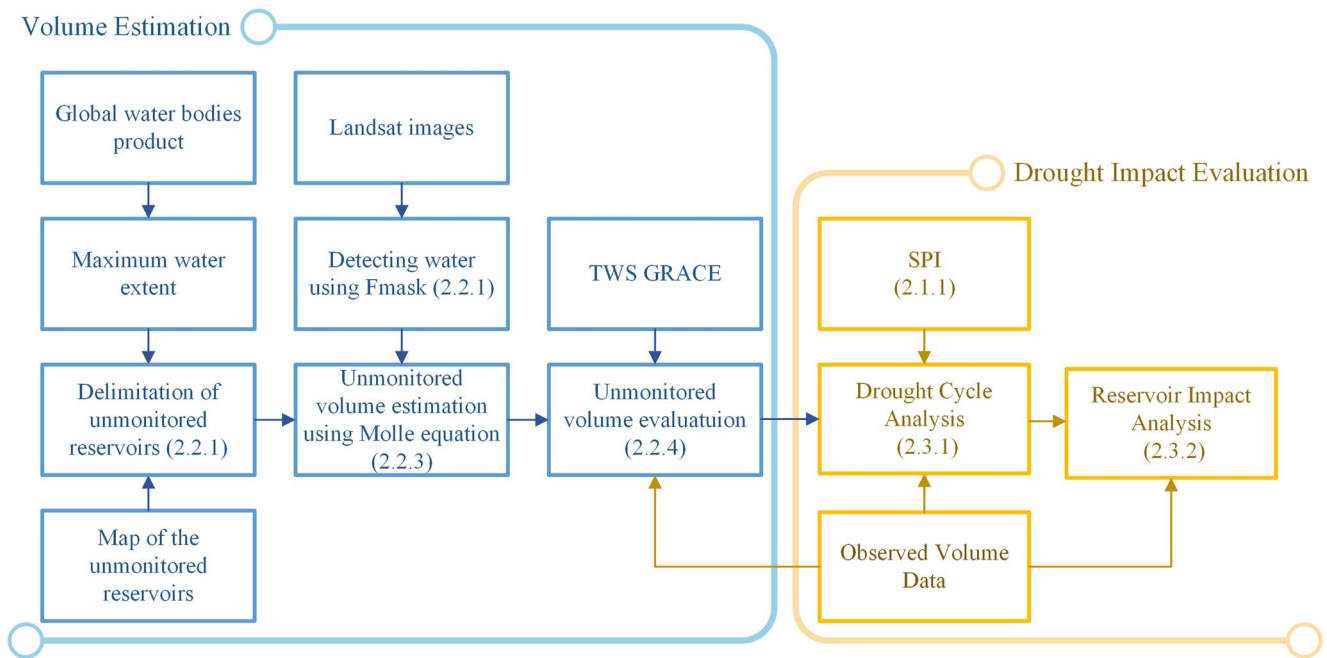 Volume Estimation
Global water bodies
product
Landsat images
Drought Impact Evaluation
Maximum water
extent
Detecting water
using Fmask (2.2.1)
TWS GRACE
SPI
(2.1.1)
Delimitation of
unmonitored
reservoirs (2.2.1)
Unmonitored
volume estimation
using Molle equation
(2.2.3)
Unmonitored
volume evaluatuion
(2.2.4)
Drought Cycle
Analysis
(2.3.1)
Reservoir Impact
Analysis
(2.3.2)
Map of the
unmonitored
reservoirs
Observed Volume
Data